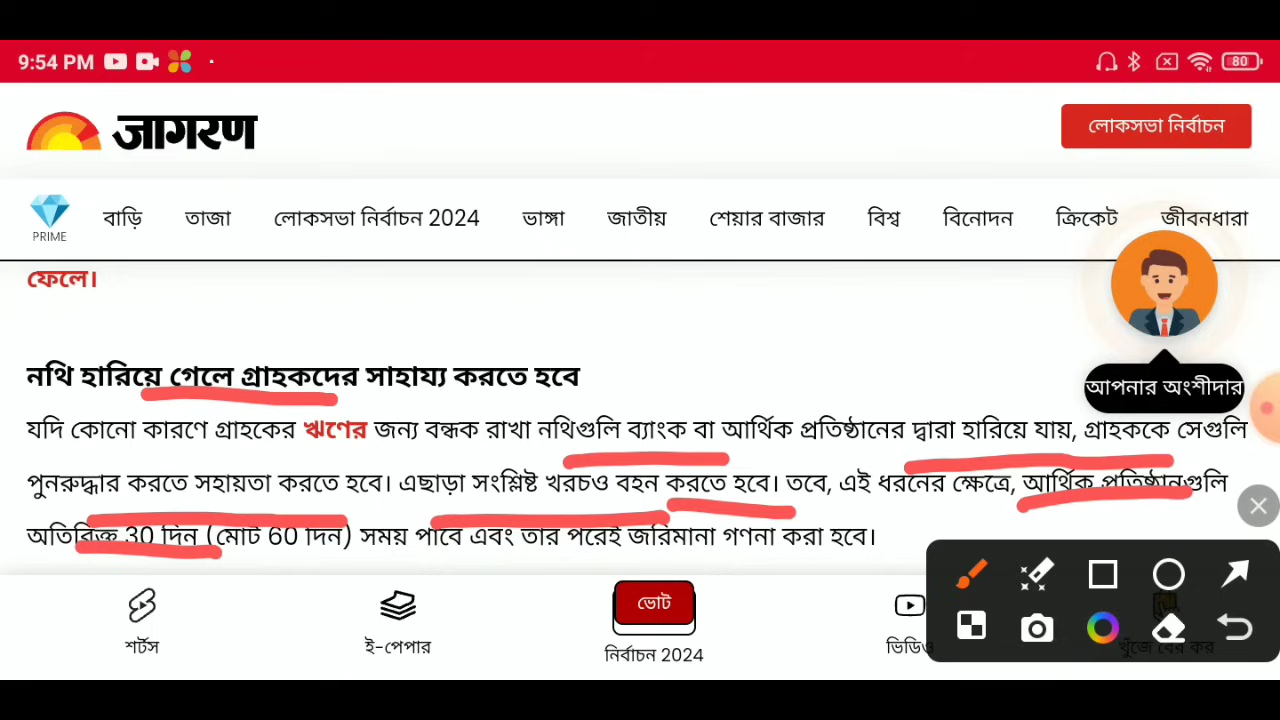 9:54 PM
80
जागरण
লোকসভা নির্বাচন
PRIME
বাড়ি তাজা লোকসভা নির্বাচন 2024 ভাঙ্গা জাতীয় শেয়ার বাজার বিশ্ব বিনোদন ক্রিকেট জীবনধারা
ফেলে।
নথি হারিয়ে গেলে গ্রাহকদের সাহায্য করতে হবে
আপনার অংশীদার
যদি কোনো কারণে গ্রাহকের ঋণের জন্য বন্ধক রাখা নথিগুলি ব্যাংক বা আর্থিক প্রতিষ্ঠানের দ্বারা হারিয়ে যায়, গ্রাহককে সেগুলি
পুনরুদ্ধার করতে সহায়তা করতে হবে। এছাড়া সংশ্লিষ্ট খরচও বহন করতে হবে। তবে, এই ধরনের ক্ষেত্রে, আর্থিক প্রতিষ্ঠানগুলি
অতিরিক্ত 30 দিন (মোট 60 দিন) সময় পাবে এবং তার পরেই জরিমানা গণনা করা হবে।
শর্টস
ই-পেপার
ভোট
নির্বাচন 2024
ভিডিও
খুঁজে বের কর